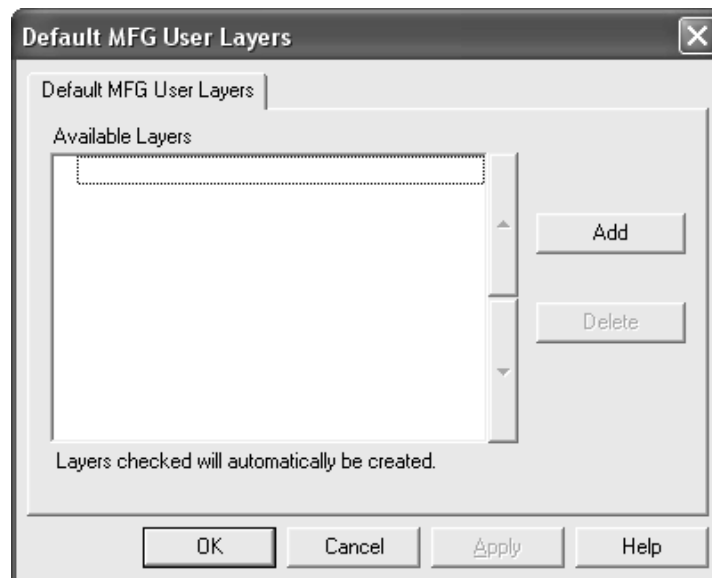 Default MFG User Layers
Default MFG User Layers
Available Layers
Add
Delete
Layers checked will automatically be created.
OK Cancel Apply Help